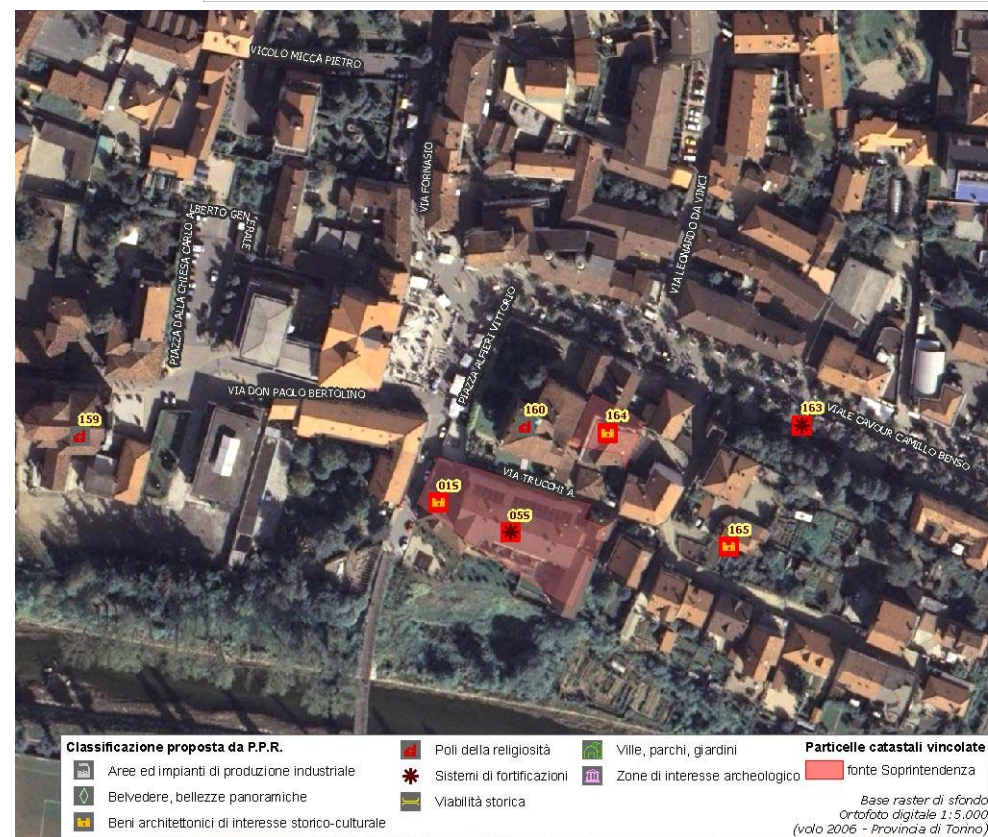 VICOLO MICCA PIETRO
VIA FORNASIO
VIA LEONARDO DA VINCI
PIAZZA DALLA CHIESA CARLO ALBERTO GENERALE
PIAZZA ALFIERI VITTORIO
VIA DON PAOLO BERTOLINO
159
160
164
163
VIALE CAVOUR CAMILLO BENSO
VIA TRUCCHI A.
01S
05S
165
Classificazione proposta da P.P.R.
Aree ed impianti di produzione industriale
Belvedere, bellezze panoramiche
Beni architettonici di interesse storico-culturale
Poli della religiosità
Sistemi di fortificazioni
Viabilità storica
Ville, parchi, giardini
Zone di interesse archeologico
Particelle catastali vincolate
fonte Soprintendenza
Base raster di sfondo
Ortofoto digitale 1:5.000
(volo 2006 - Provincia di Torino)